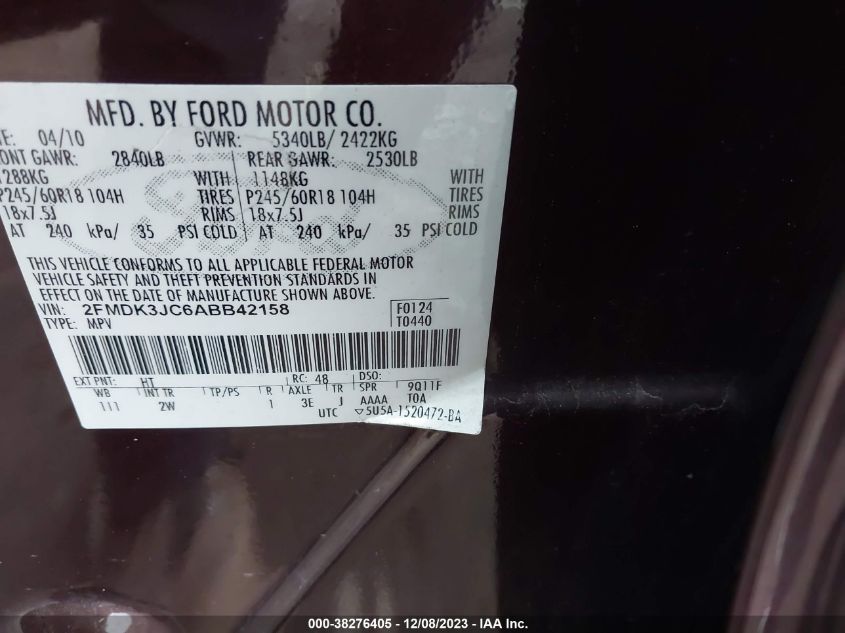 MFD. BY FORD MOTOR CO.
E: 04/10 GVWR: 5340LB/ 2422KG
ONT GAWR: 2840LB REAR GAWR: 2530LB
1288KG WITH 1148KG WITH
P245/60R18 104H TIRES P245/60R18 104H TIRES
18x7.5J RIMS 18x7.5J RIMS
AT 240 kPa/ 35 PSI COLD AT 240 kPa/ 35 PSI COLD
THIS VEHICLE CONFORMS TO ALL APPLICABLE FEDERAL MOTOR
VEHICLE SAFETY AND THEFT PREVENTION STANDARDS IN
EFFECT ON THE DATE OF MANUFACTURE SHOWN ABOVE.
VIN: 2FMDK3JC6ABB42158 F0124
TYPE: MPV T0440
EXT PNT: HT RC: 48 DSO:
WB INT TR TP/PS R AXLE TR SPR 9Q11F
111 2W 1 3E J AAAA T0A
UTC ▽5U5A-1520472-BA
000-38276405 - 12/08/2023 - IAA Inc.